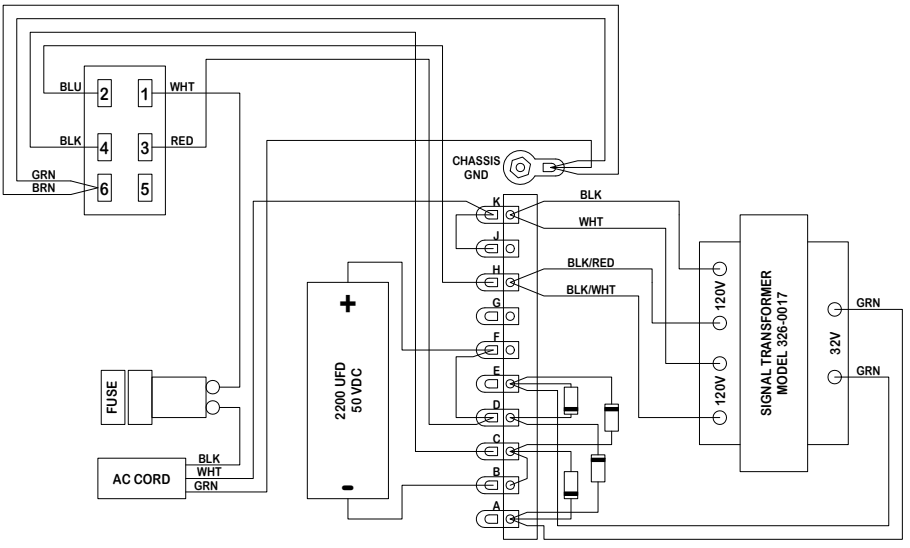 BLU
2
1
WHT
BLK
4
3
RED
GRN
BRN
6
5
CHASSIS
GND
K
J
H
G
F
E
D
C
B
A
BLK
WHT
BLK/RED
BLK/WHT
120V
120V
SIGNAL TRANSFORMER
MODEL 326-0017
32V
GRN
GRN
+
2200 UFD
50 VDC
-
FUSE
AC CORD
BLK
WHT
GRN